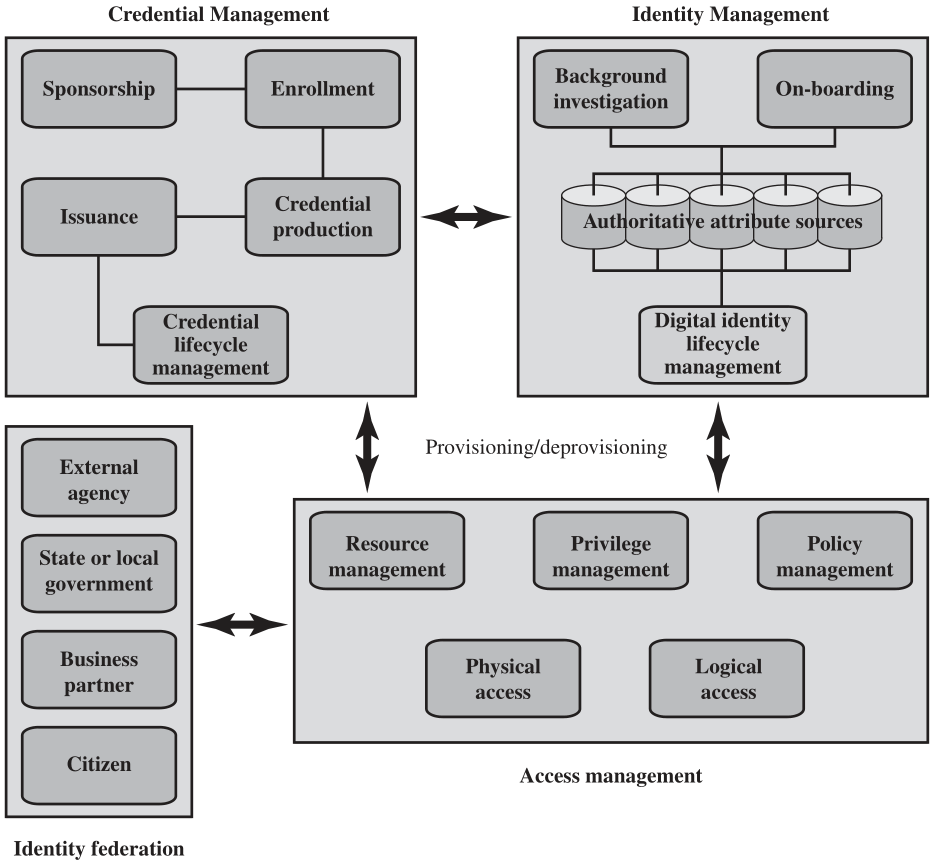 Credential Management
Sponsorship
Enrollment
Issuance
Credential
production
Credential
lifecycle
management
Identity Management
Background
investigation
On-boarding
Authoritative attribute sources
Digital identity
lifecycle
management
Provisioning/deprovisioning
External
agency
State or local
government
Business
partner
Citizen
Identity federation
Resource
management
Privilege
management
Policy
management
Physical
access
Logical
access
Access management